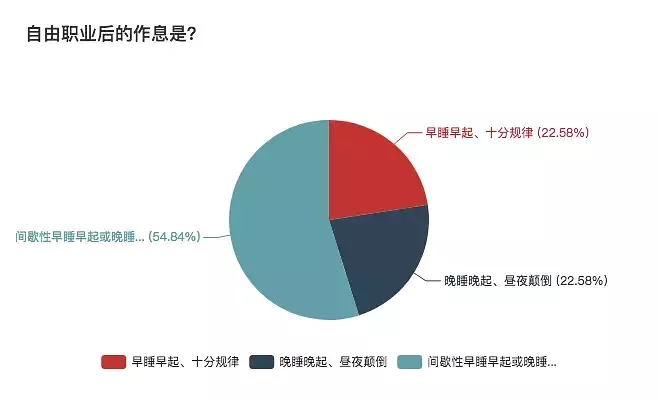 自由职业后的作息是?
早睡早起、十分规律 (22.58%)
间歇性早睡早起或晚睡... (54.84%)
晚睡晚起、昼夜颠倒 (22.58%)
早睡早起、十分规律
晚睡晚起、昼夜颠倒
间歇性早睡早起或晚睡...